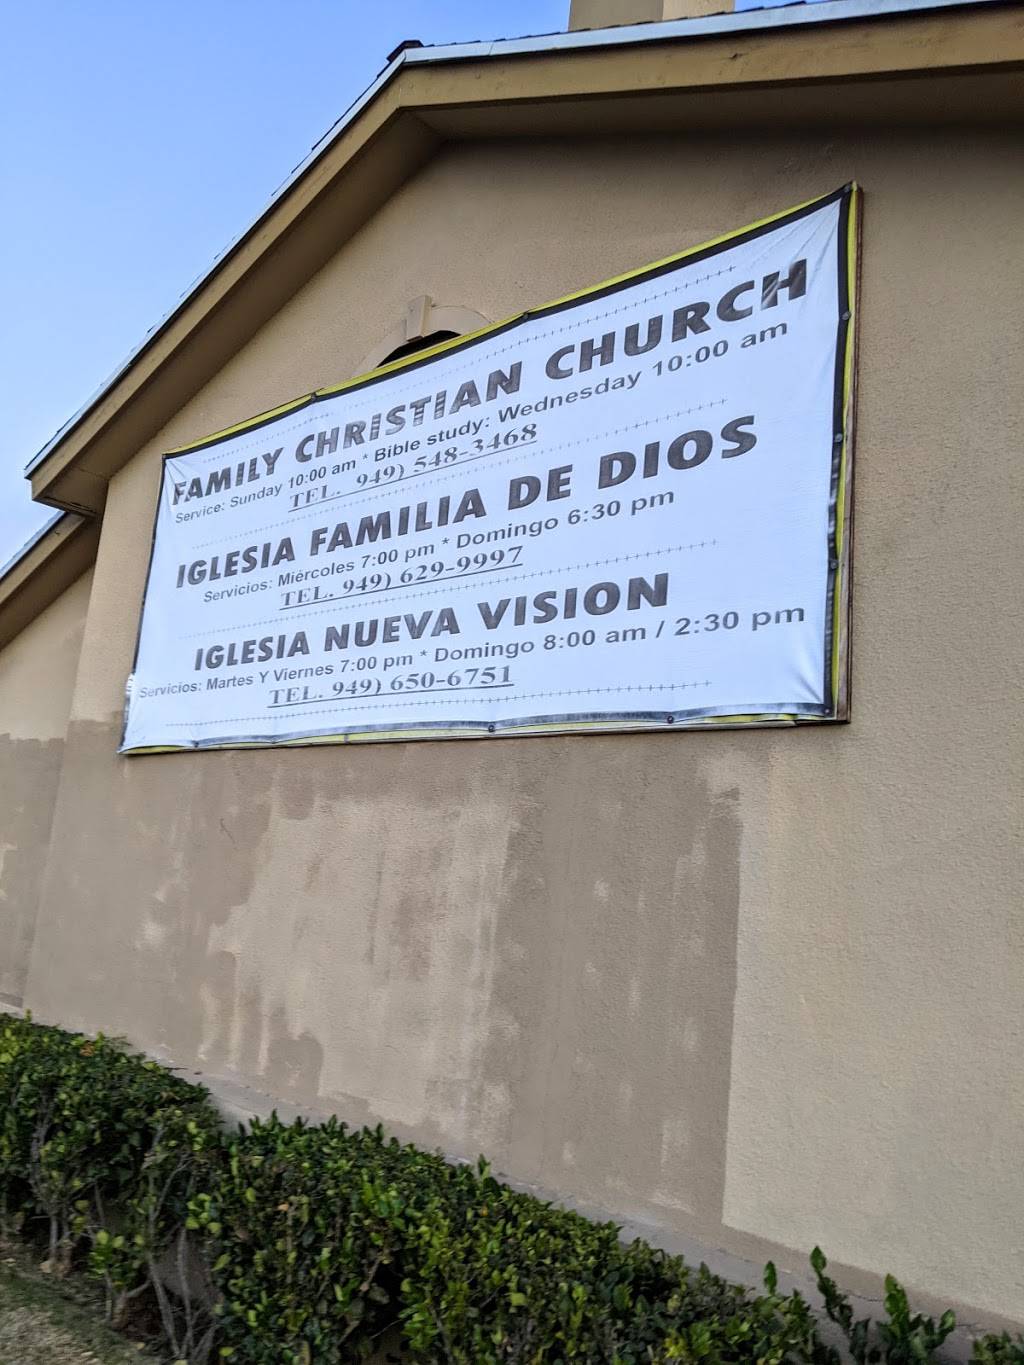 FAMILY CHRISTIAN CHURCH
Service: Sunday 10:00 am * Bible study: Wednesday 10:00 am
TEL. 949) 548-3468
IGLESIA FAMILIA DE DIOS
Servicios: Miércoles 7:00 pm * Domingo 6:30 pm
TEL. 949) 629-9997
IGLESIA NUEVA VISION
Servicios: Martes Y Viernes 7:00 pm * Domingo 8:00 am / 2:30 pm
TEL. 949) 650-6751